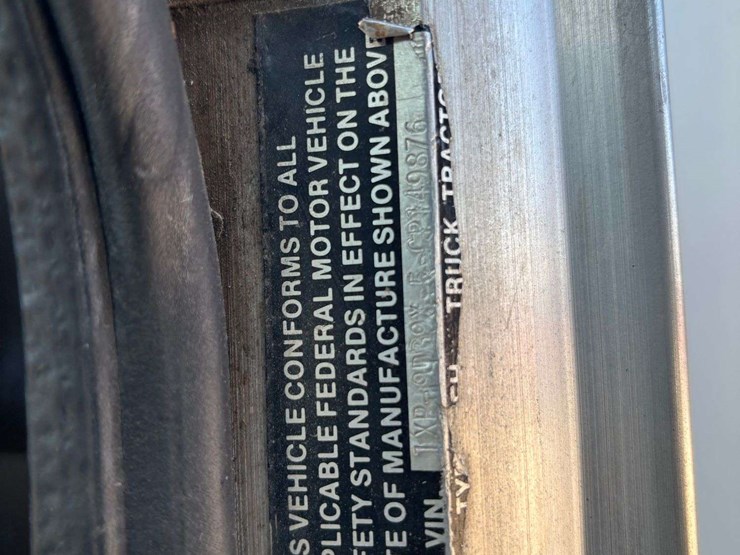 S VEHICLE CONFORMS TO ALL
PLICABLE FEDERAL MOTOR VEHICLE
FETY STANDARDS IN EFFECT ON THE
TE OF MANUFACTURE SHOWN ABOVE
VIN
TY TRUCK TRACTO